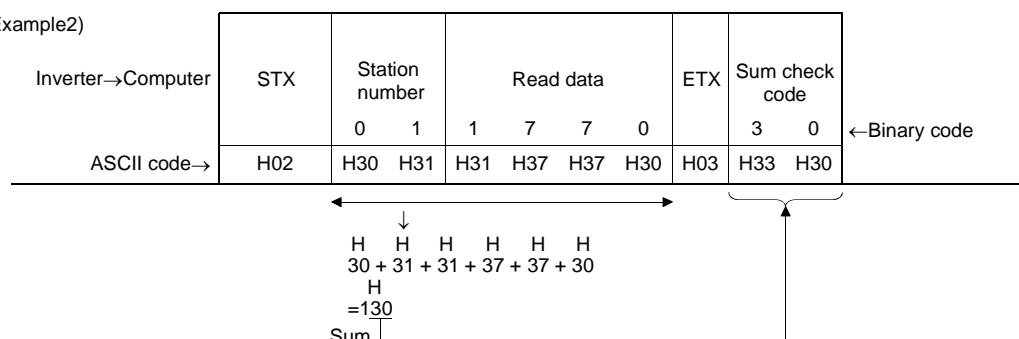 Example2)
Inverter→Computer STX Station number Read data ETX Sum check code
0 1 1 7 7 0 3 0 ←Binary code
ASCII code→ H02 H30 H31 H31 H37 H37 H30 H03 H33 H30
↓
H H H H H H
30 + 31 + 31 + 37 + 37 + 30
H
=130
Sum